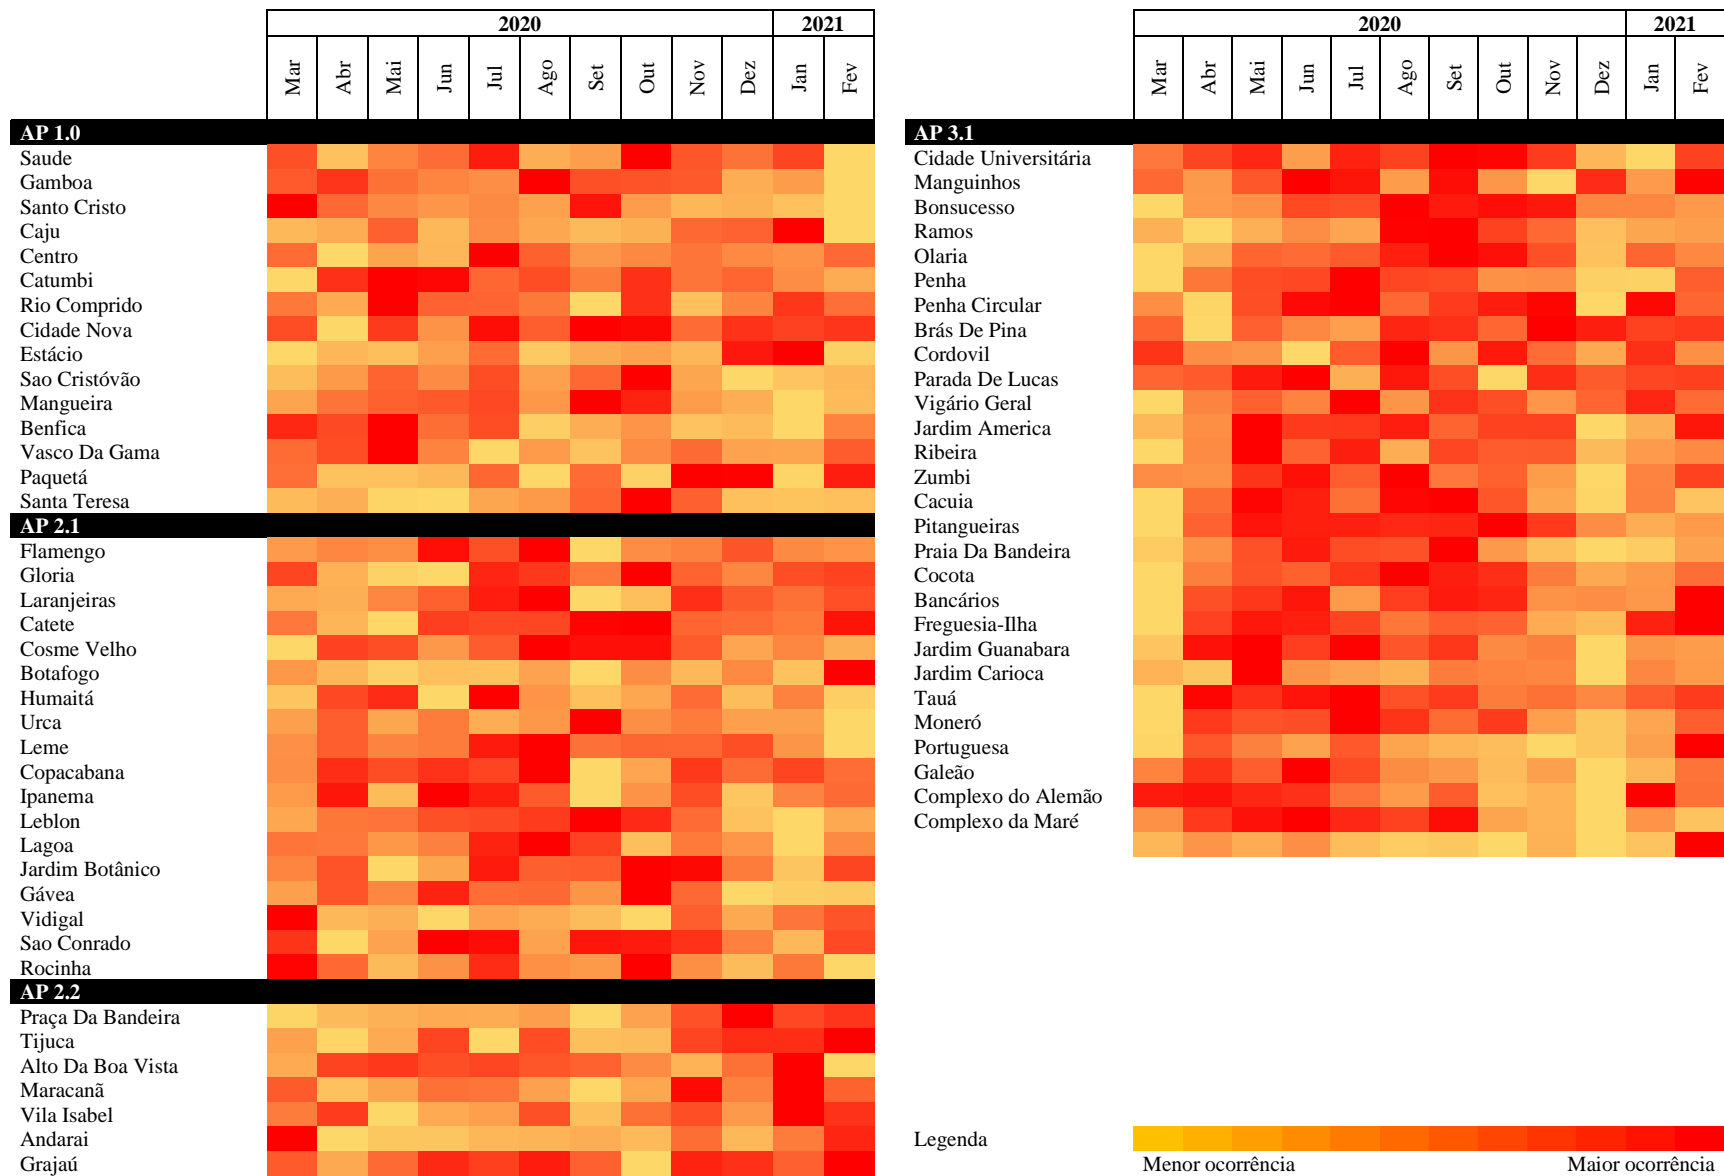 2020 2021
Mar Abr Mai Jun Jul Ago Set Out Nov Dez Jan Fev
AP 1.0
Saude
Gamboa
Santo Cristo
Caju
Centro
Catumbi
Rio Comprido
Cidade Nova
Estácio
Sao Cristóvão
Mangueira
Benfica
Vasco Da Gama
Paquetá
Santa Teresa
AP 2.1
Flamengo
Gloria
Laranjeiras
Catete
Cosme Velho
Botafogo
Humaitá
Urca
Leme
Copacabana
Ipanema
Leblon
Lagoa
Jardim Botânico
Gávea
Vidigal
Sao Conrado
Rocinha
AP 2.2
Praça Da Bandeira
Tijuca
Alto Da Boa Vista
Maracanã
Vila Isabel
Andarai
Grajaú
2020 2021
Mar Abr Mai Jun Jul Ago Set Out Nov Dez Jan Fev
AP 3.1
Cidade Universitária
Manguinhos
Bonsucesso
Ramos
Olaria
Penha
Penha Circular
Brás De Pina
Cordovil
Parada De Lucas
Vigário Geral
Jardim America
Ribeira
Zumbi
Cacuia
Pitangueiras
Praia Da Bandeira
Cocota
Bancários
Freguesia-Ilha
Jardim Guanabara
Jardim Carioca
Tauá
Moneró
Portuguesa
Galeão
Complexo do Alemão
Complexo da Maré
Legenda
Menor ocorrência Maior ocorrência